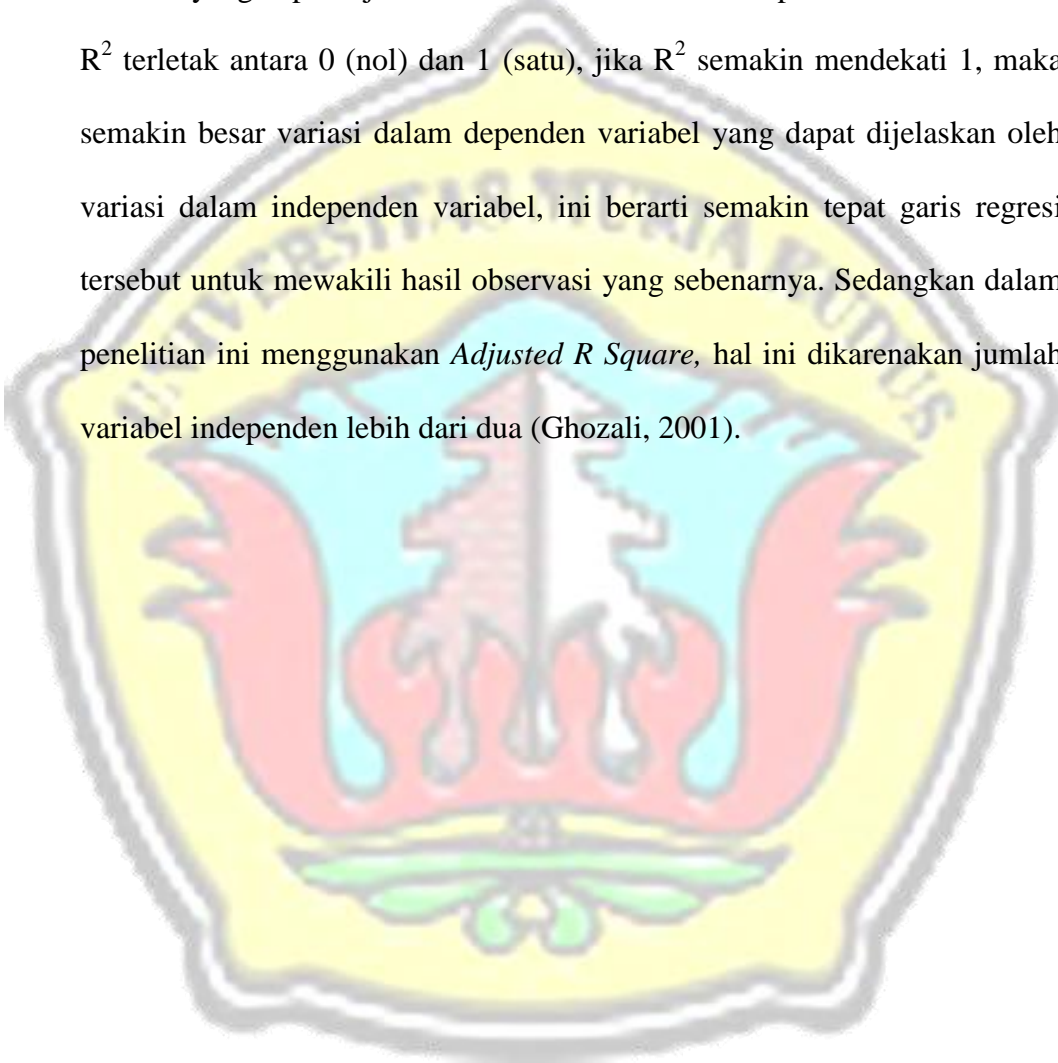 R² terletak antara 0 (nol) dan 1 (satu), jika R² semakin mendekati 1, maka
semakin besar variasi dalam dependen variabel yang dapat dijelaskan oleh
variasi dalam independen variabel, ini berarti semakin tepat garis regresi
tersebut untuk mewakili hasil observasi yang sebenarnya. Sedangkan dalam
penelitian ini menggunakan Adjusted R Square, hal ini dikarenakan jumlah
variabel independen lebih dari dua (Ghozali, 2001).
UNIVERSITAS MURIA KUDUS